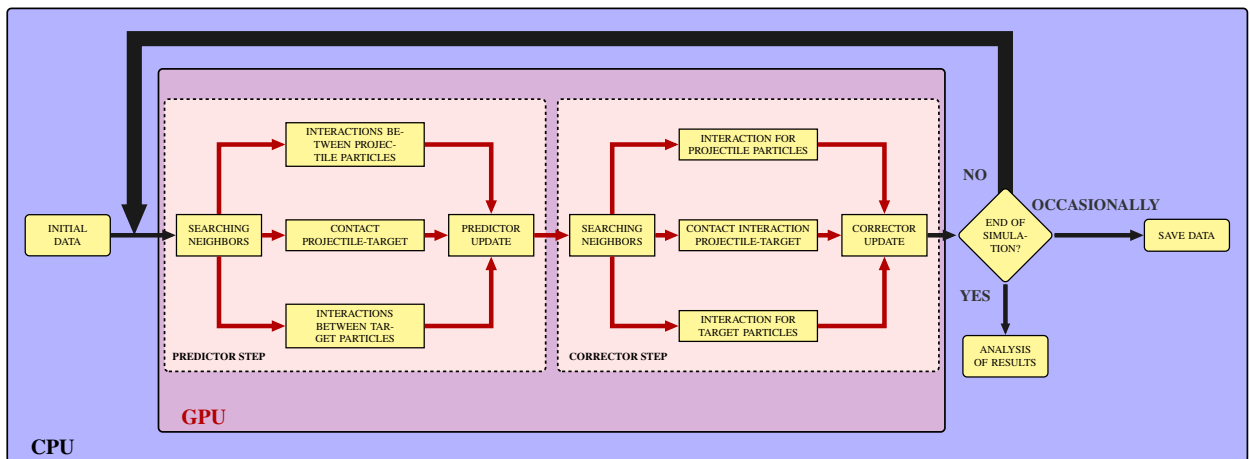 INITIAL
DATA
SEARCHING
NEIGHBORS
INTERACTIONS BE-
TWEEN PROJEC-
TILE PARTICLES
CONTACT
PROJECTILE-TARGET
INTERACTIONS
BETWEEN TAR-
GET PARTICLES
PREDICTOR
UPDATE
PREDICTOR STEP
SEARCHING
NEIGHBORS
INTERACTION FOR
PROJECTILE PARTICLES
CONTACT INTERACTION
PROJECTILE-TARGET
INTERACTION FOR
TARGET PARTICLES
CORRECTOR
UPDATE
CORRECTOR STEP
NO
END OF
SIMULA-
TION?
OCCASIONALLY
SAVE DATA
YES
ANALYSIS
OF RESULTS
GPU
CPU